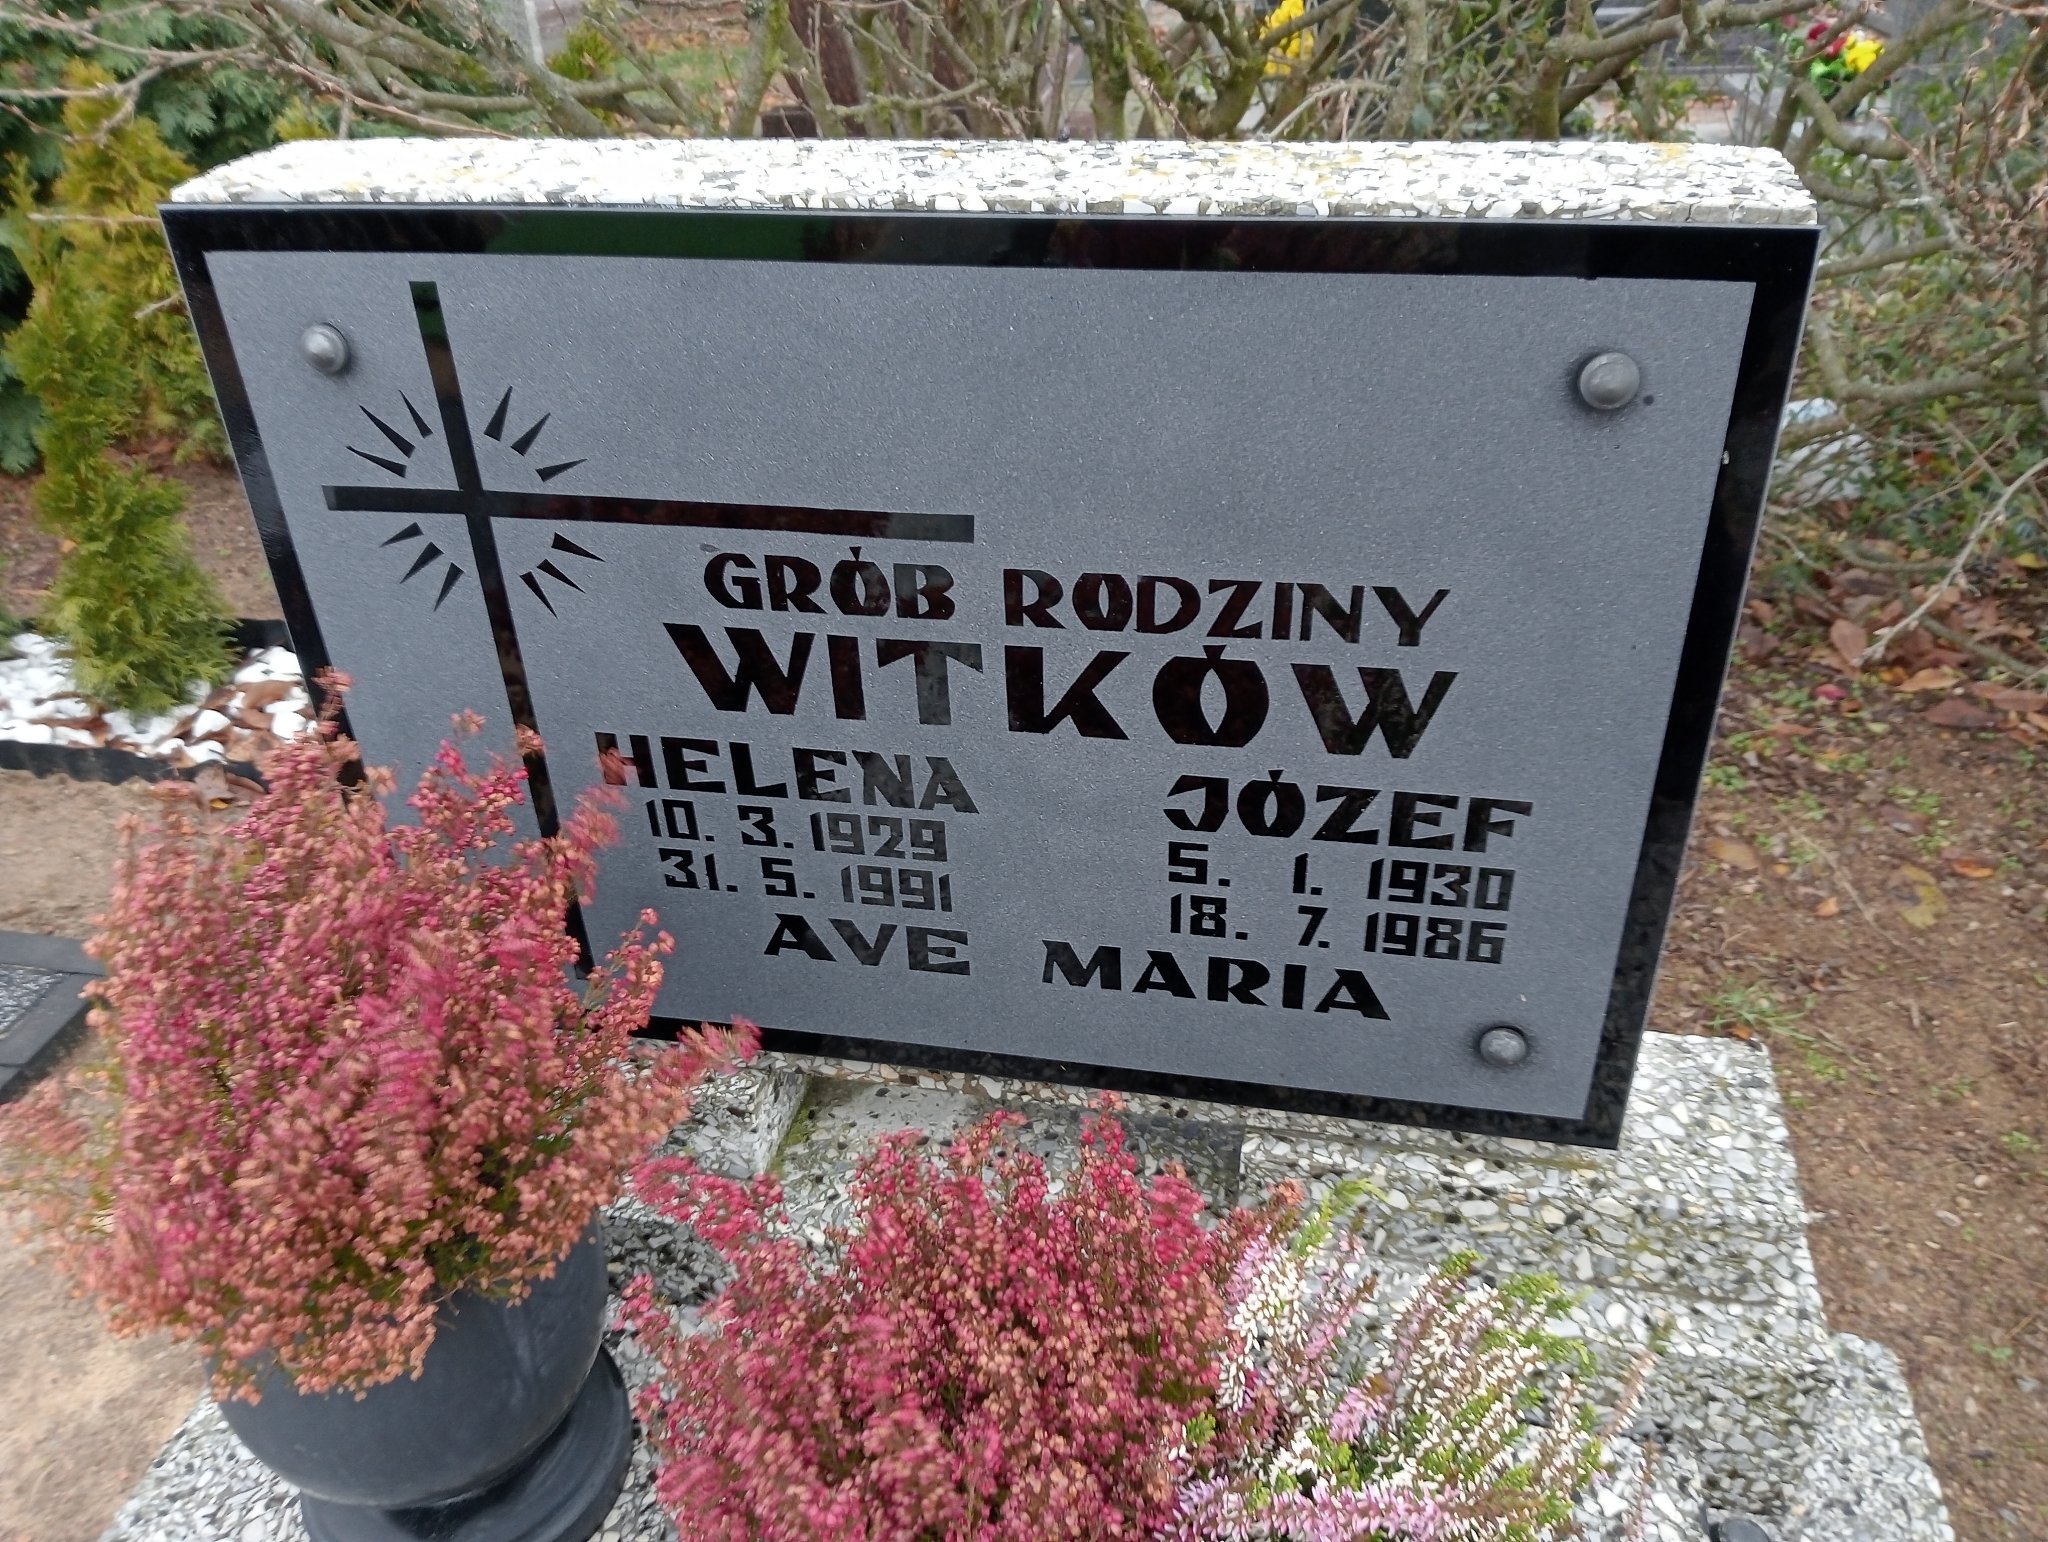 GRÓB RODZINY
WITKÓW
HELENA JÓZEF
10. 3. 1929 5. 1. 1930
31. 5. 1991 18. 7. 1986
AVE MARIA